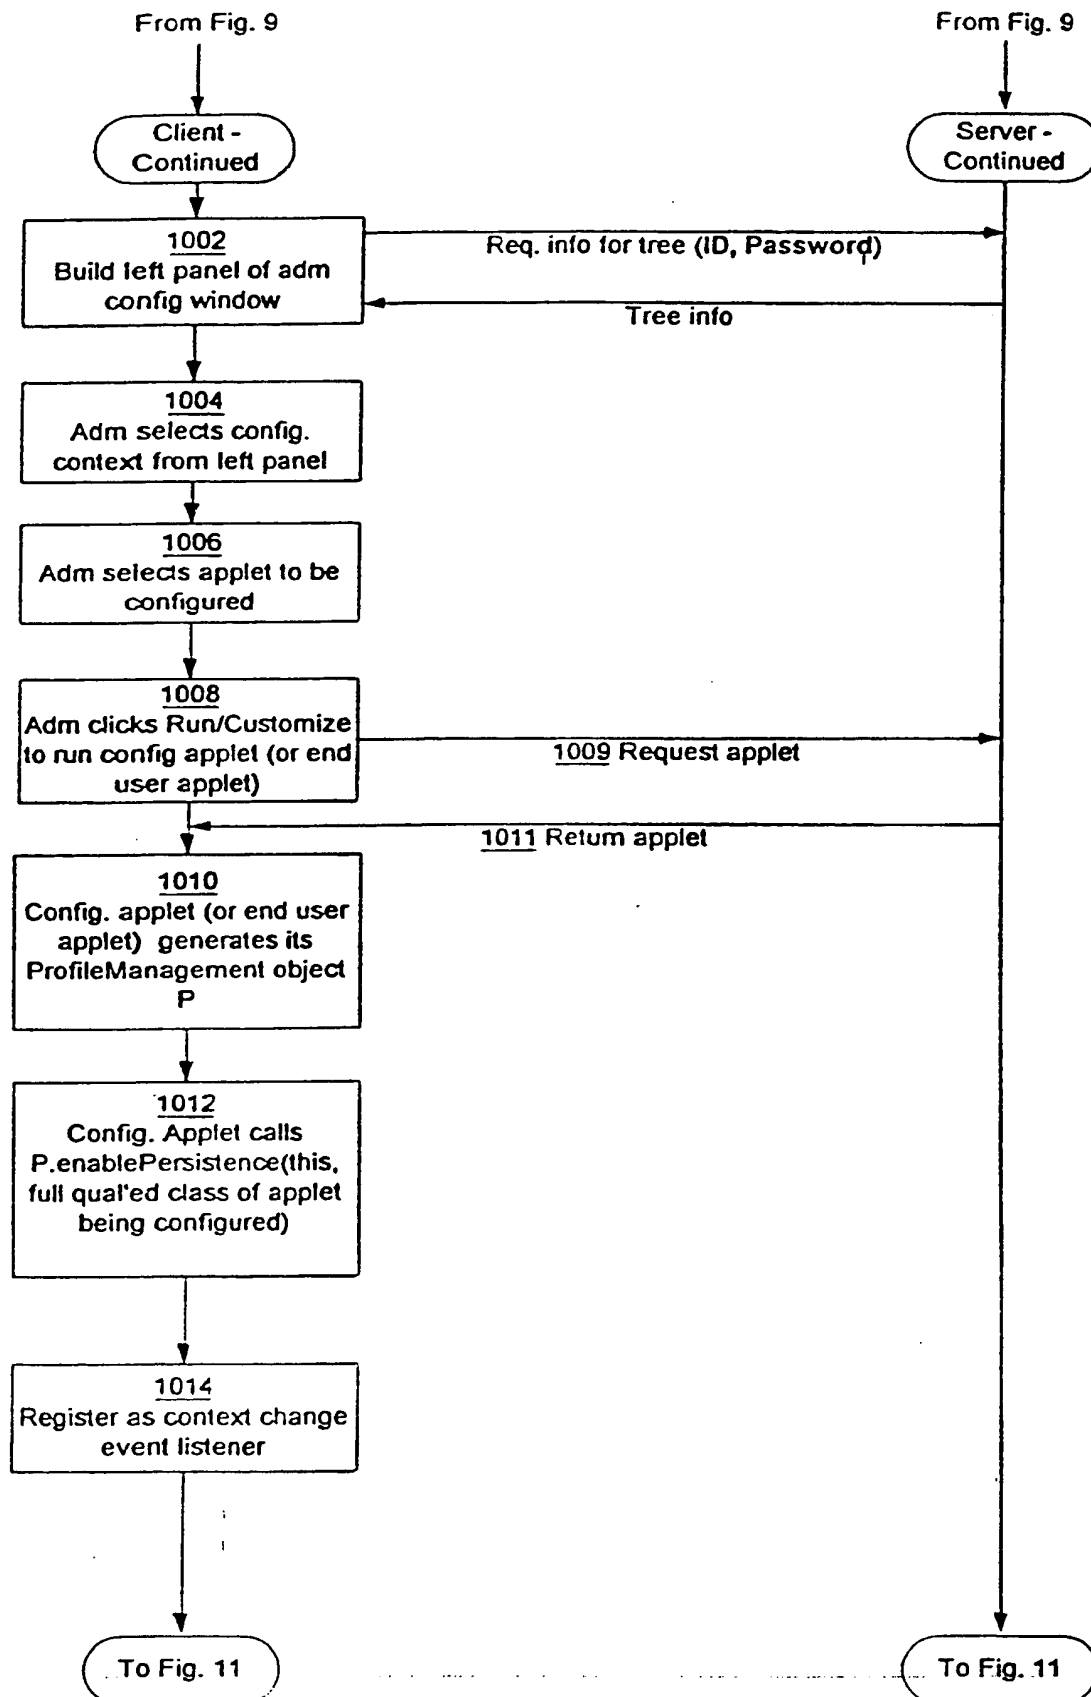 From Fig. 9
From Fig. 9
Client -
Continued
Server -
Continued
1002
Build left panel of adm
config window
Req. info for tree (ID, Password)
Tree info
1004
Adm selects config.
context from left panel
1006
Adm selects applet to be
configured
1008
Adm clicks Run/Customize
to run config applet (or end
user applet)
1009 Request applet
1011 Return applet
1010
Config. applet (or end user
applet) generates its
ProfileManagement object
P
1012
Config. Applet calls
P.enablePersistence(this,
full qual'ed class of applet
being configured)
1014
Register as context change
event listener
To Fig. 11
To Fig. 11